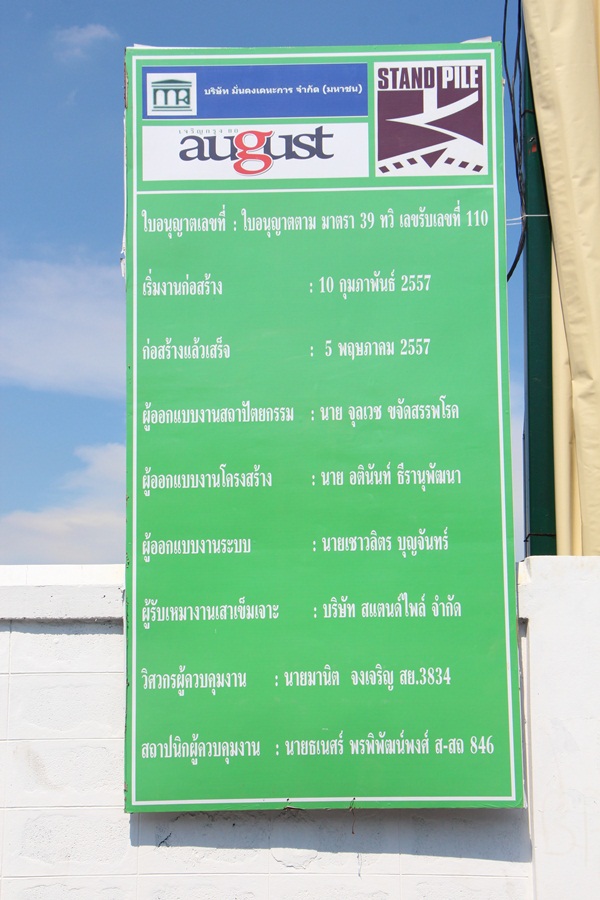 MK
บริษัท มั่นคงเคหะการ จำกัด (มหาชน)
STAND PILE
เจริญกรุง 80
august
ใบอนุญาตเลขที่ : ใบอนุญาตตาม มาตรา 39 ทวิ เลขรับเลขที่ 110
เริ่มงานก่อสร้าง : 10 กุมภาพันธ์ 2557
ก่อสร้างแล้วเสร็จ : 5 พฤษภาคม 2557
ผู้ออกแบบงานสถาปัตยกรรม : นาย จุลเวช ขจัดสรรพโรค
ผู้ออกแบบงานโครงสร้าง : นาย อตินันท์ ธีรานุพัฒนา
ผู้ออกแบบงานระบบ : นายเชาวลิตร บุญจันทร์
ผู้รับเหมางานเสาเข็มเจาะ : บริษัท สแตนด์ไพล์ จำกัด
วิศวกรผู้ควบคุมงาน : นายมานิต จงเจริญ สย.3834
สถาปนิกผู้ควบคุมงาน : นายธเนศร์ พรพิพัฒน์พงศ์ ส-สถ 846